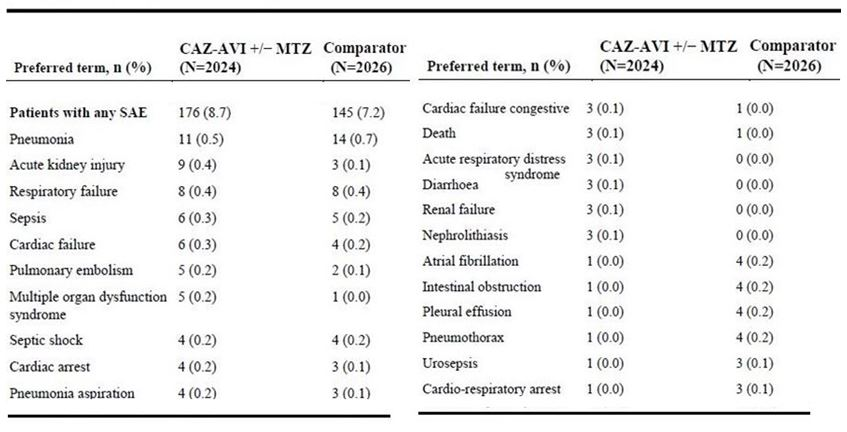 Preferred term, n (%) CAZ-AVI +/− MTZ (N=2024) Comparator (N=2026)
Patients with any SAE 176 (8.7) 145 (7.2)
Pneumonia 11 (0.5) 14 (0.7)
Acute kidney injury 9 (0.4) 3 (0.1)
Respiratory failure 8 (0.4) 8 (0.4)
Sepsis 6 (0.3) 5 (0.2)
Cardiac failure 6 (0.3) 4 (0.2)
Pulmonary embolism 5 (0.2) 2 (0.1)
Multiple organ dysfunction 5 (0.2) 1 (0.0)
syndrome
Septic shock 4 (0.2) 4 (0.2)
Cardiac arrest 4 (0.2) 3 (0.1)
Pneumonia aspiration 4 (0.2) 3 (0.1)
Preferred term, n (%) CAZ-AVI +/− MTZ (N=2024) Comparator (N=2026)
Cardiac failure congestive 3 (0.1) 1 (0.0)
Death 3 (0.1) 1 (0.0)
Acute respiratory distress 3 (0.1) 0 (0.0)
syndrome
Diarrhoea 3 (0.1) 0 (0.0)
Renal failure 3 (0.1) 0 (0.0)
Nephrolithiasis 3 (0.1) 0 (0.0)
Atrial fibrillation 1 (0.0) 4 (0.2)
Intestinal obstruction 1 (0.0) 4 (0.2)
Pleural effusion 1 (0.0) 4 (0.2)
Pneumothorax 1 (0.0) 4 (0.2)
Urosepsis 1 (0.0) 3 (0.1)
Cardio-respiratory arrest 1 (0.0) 3 (0.1)